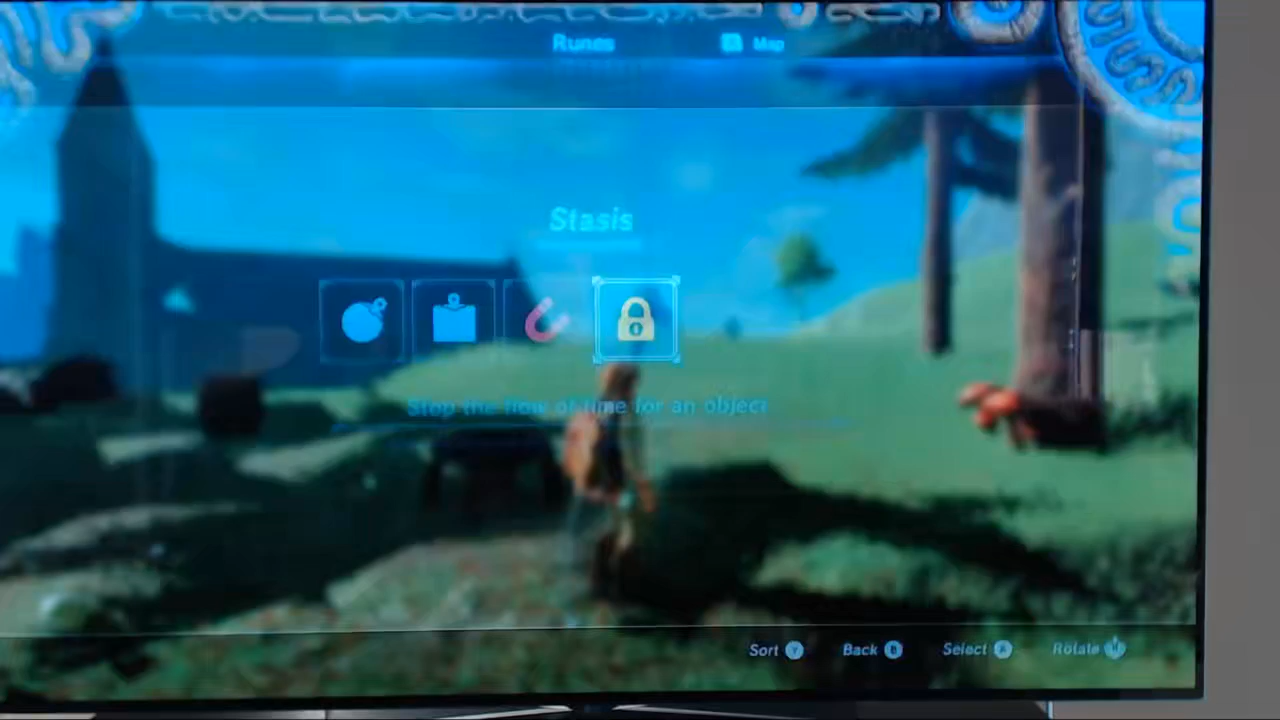 Runes
Map
Stasis
Stop the flow of time for an object
Sort Y
Back B
Select A
Rotate